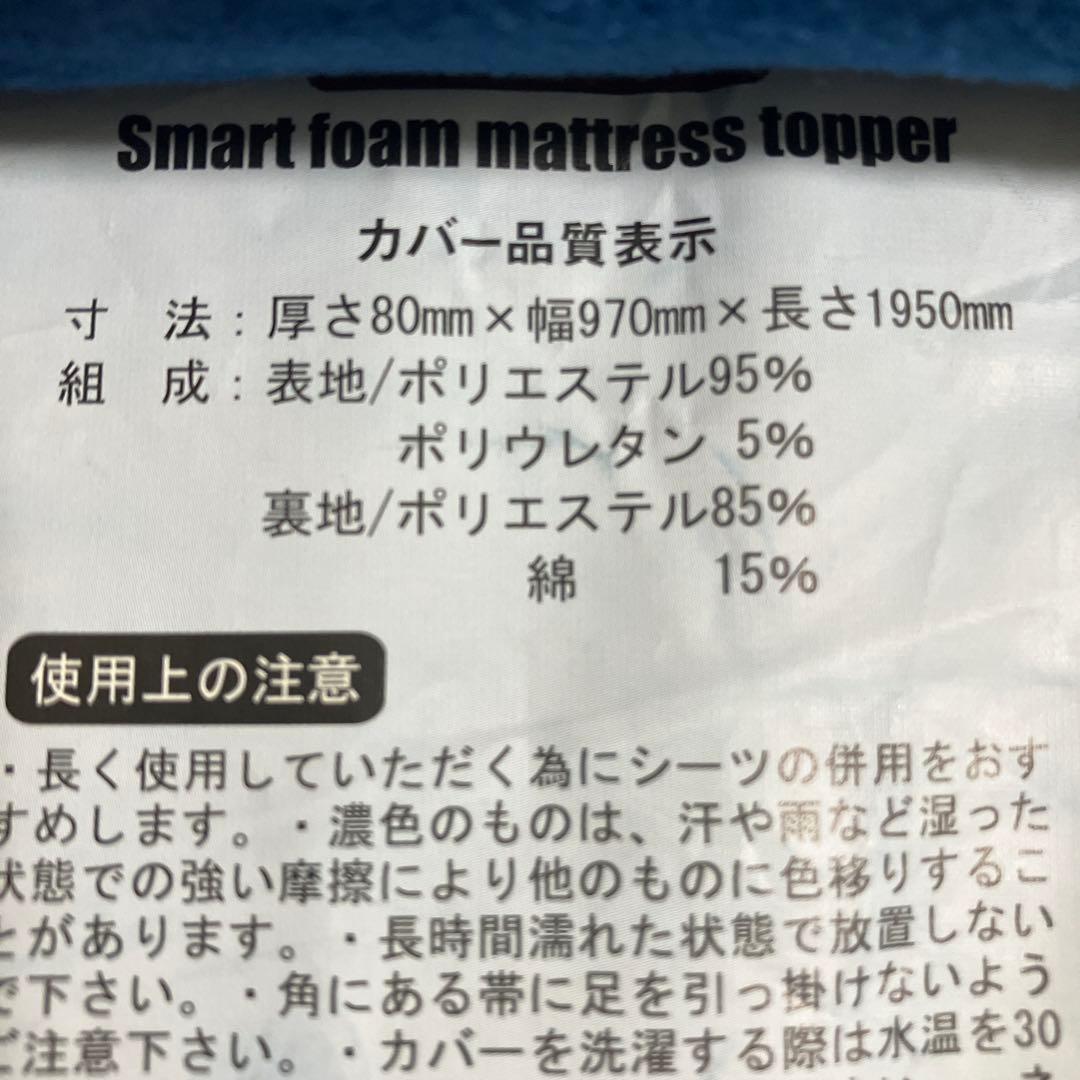 Smart foam mattress topper
カバー品質表示
寸　法：厚さ80mm×幅970mm×長さ1950mm
組　成：表地/ポリエステル95%
ポリウレタン 5%
裏地/ポリエステル85%
綿　　　15%
使用上の注意
・長く使用していただく為にシーツの併用をおす
すめします。・濃色のものは、汗や雨など湿った
状態での強い摩擦により他のものに色移りするこ
とがあります。・長時間濡れた状態で放置しない
で下さい。・角にある帯に足を引っ掛けないよう
ご注意下さい。・カバーを洗濯する際は水温を30